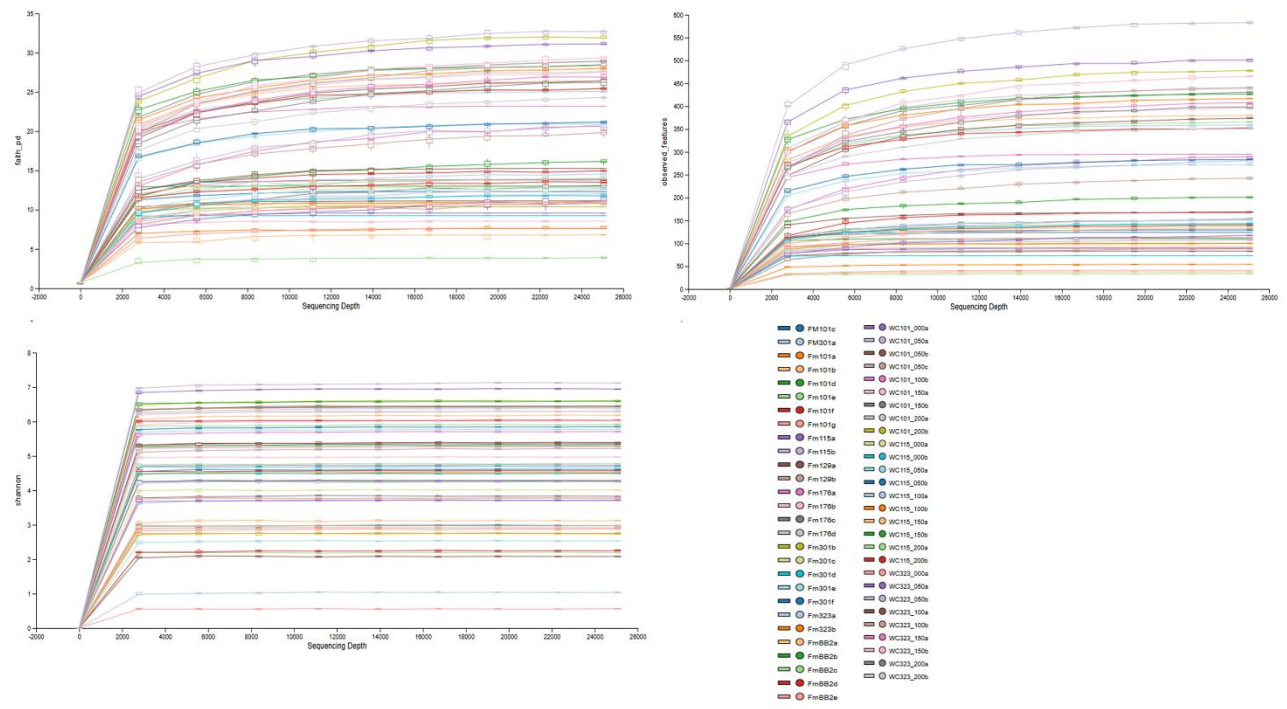 faith_pd
35
30
25
20
15
10
5
0
-2000 0 2000 4000 6000 8000 10000 12000 14000 16000 18000 20000 22000 24000 26000
Sequencing Depth
observed_features
600
550
500
450
400
350
300
250
200
150
100
50
0
-2000 0 2000 4000 6000 8000 10000 12000 14000 16000 18000 20000 22000 24000 26000
Sequencing Depth
shannon
8
7
6
5
4
3
2
1
0
-2000 0 2000 4000 6000 8000 10000 12000 14000 16000 18000 20000 22000 24000 26000
Sequencing Depth
FM101c
FM301a
Fm101a
Fm101b
Fm101d
Fm101e
Fm101f
Fm101g
Fm115a
Fm115b
Fm129a
Fm129b
Fm176a
Fm176b
Fm176c
Fm176d
Fm301b
Fm301c
Fm301d
Fm301e
Fm301f
Fm323a
Fm323b
FmBB2a
FmBB2b
FmBB2c
FmBB2d
FmBB2e
WC101_000a
WC101_050a
WC101_050b
WC101_050c
WC101_100b
WC101_150a
WC101_150b
WC101_200a
WC101_200b
WC115_000a
WC115_000b
WC115_050a
WC115_050b
WC115_100a
WC115_100b
WC115_150a
WC115_150b
WC115_200a
WC115_200b
WC323_000a
WC323_050a
WC323_050b
WC323_100a
WC323_100b
WC323_150a
WC323_150b
WC323_200a
WC323_200b